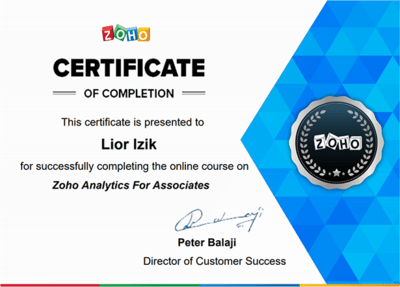 ZOHO
CERTIFICATE
OF COMPLETION
This certificate is presented to
Lior Izik
for successfully completing the online course on
Zoho Analytics For Associates
ZOHO
Peter Balaji
Director of Customer Success